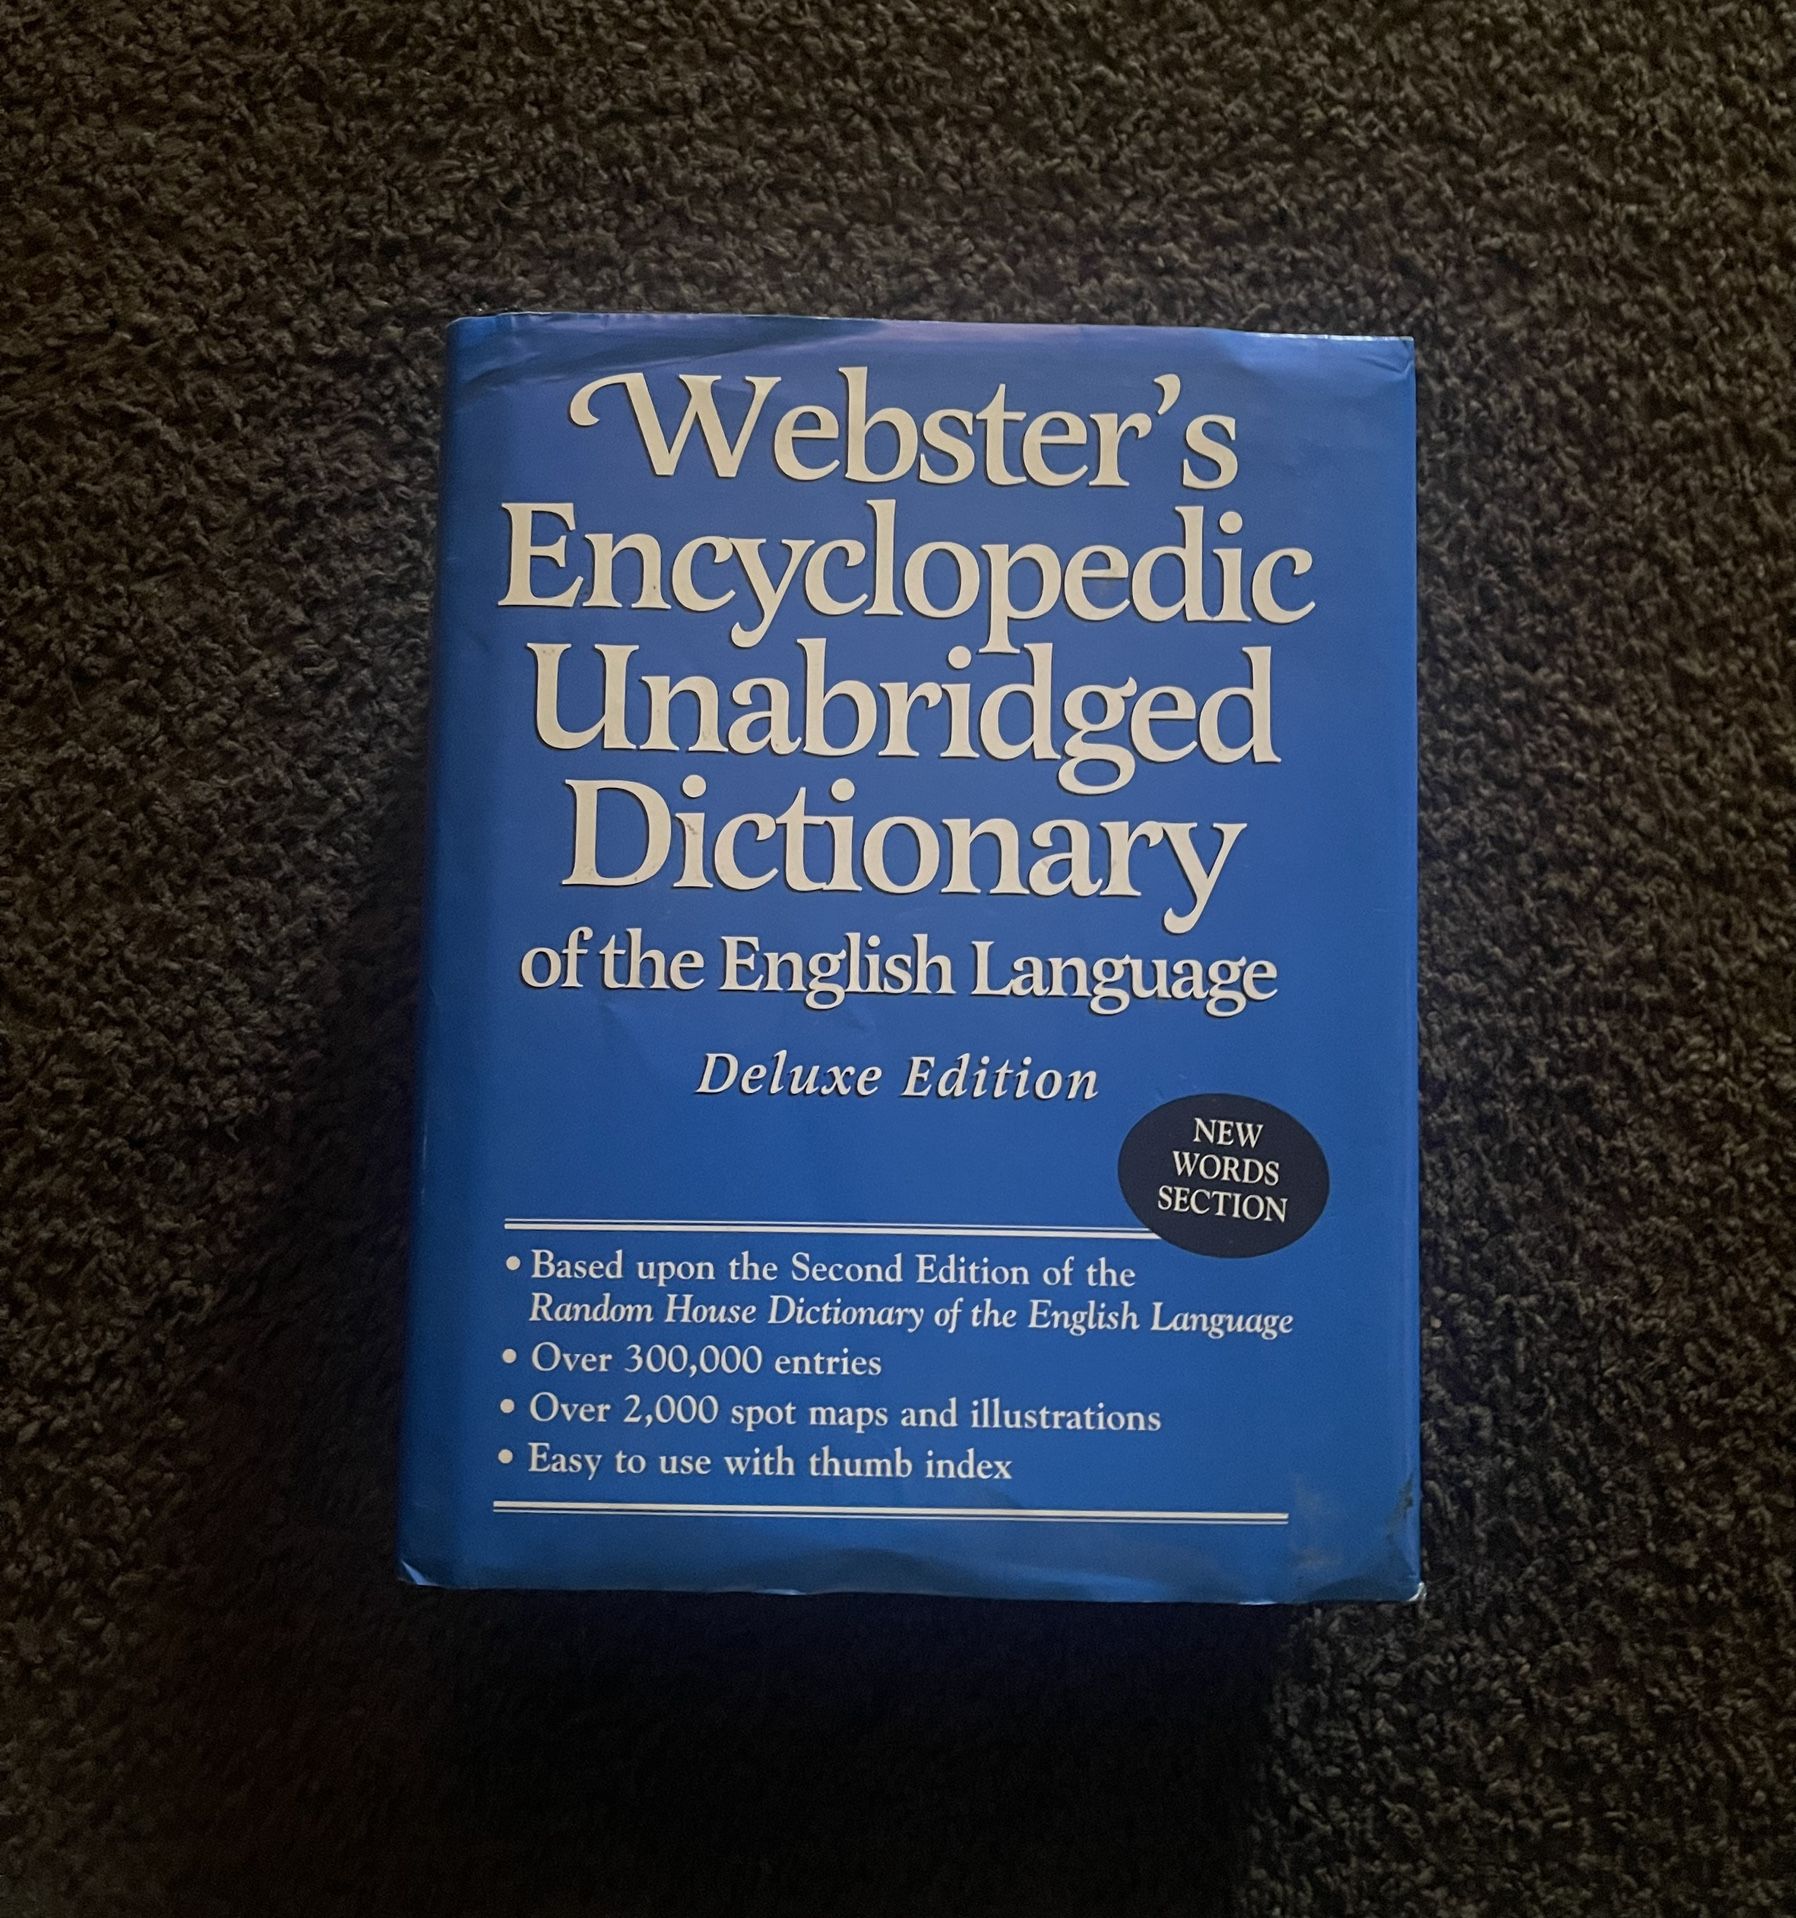 Webster's
Encyclopedic
Unabridged
Dictionary
of the English Language
Deluxe Edition
NEW
WORDS
SECTION
• Based upon the Second Edition of the
Random House Dictionary of the English Language
• Over 300,000 entries
• Over 2,000 spot maps and illustrations
• Easy to use with thumb index